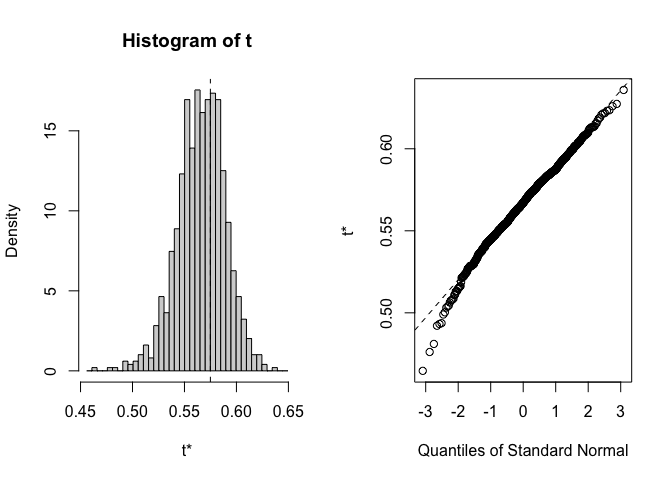 Histogram of t
Density
0
5
10
15
0.45 0.50 0.55 0.60 0.65
t*
t*
0.50
0.55
0.60
-3 -2 -1 0 1 2 3
Quantiles of Standard Normal